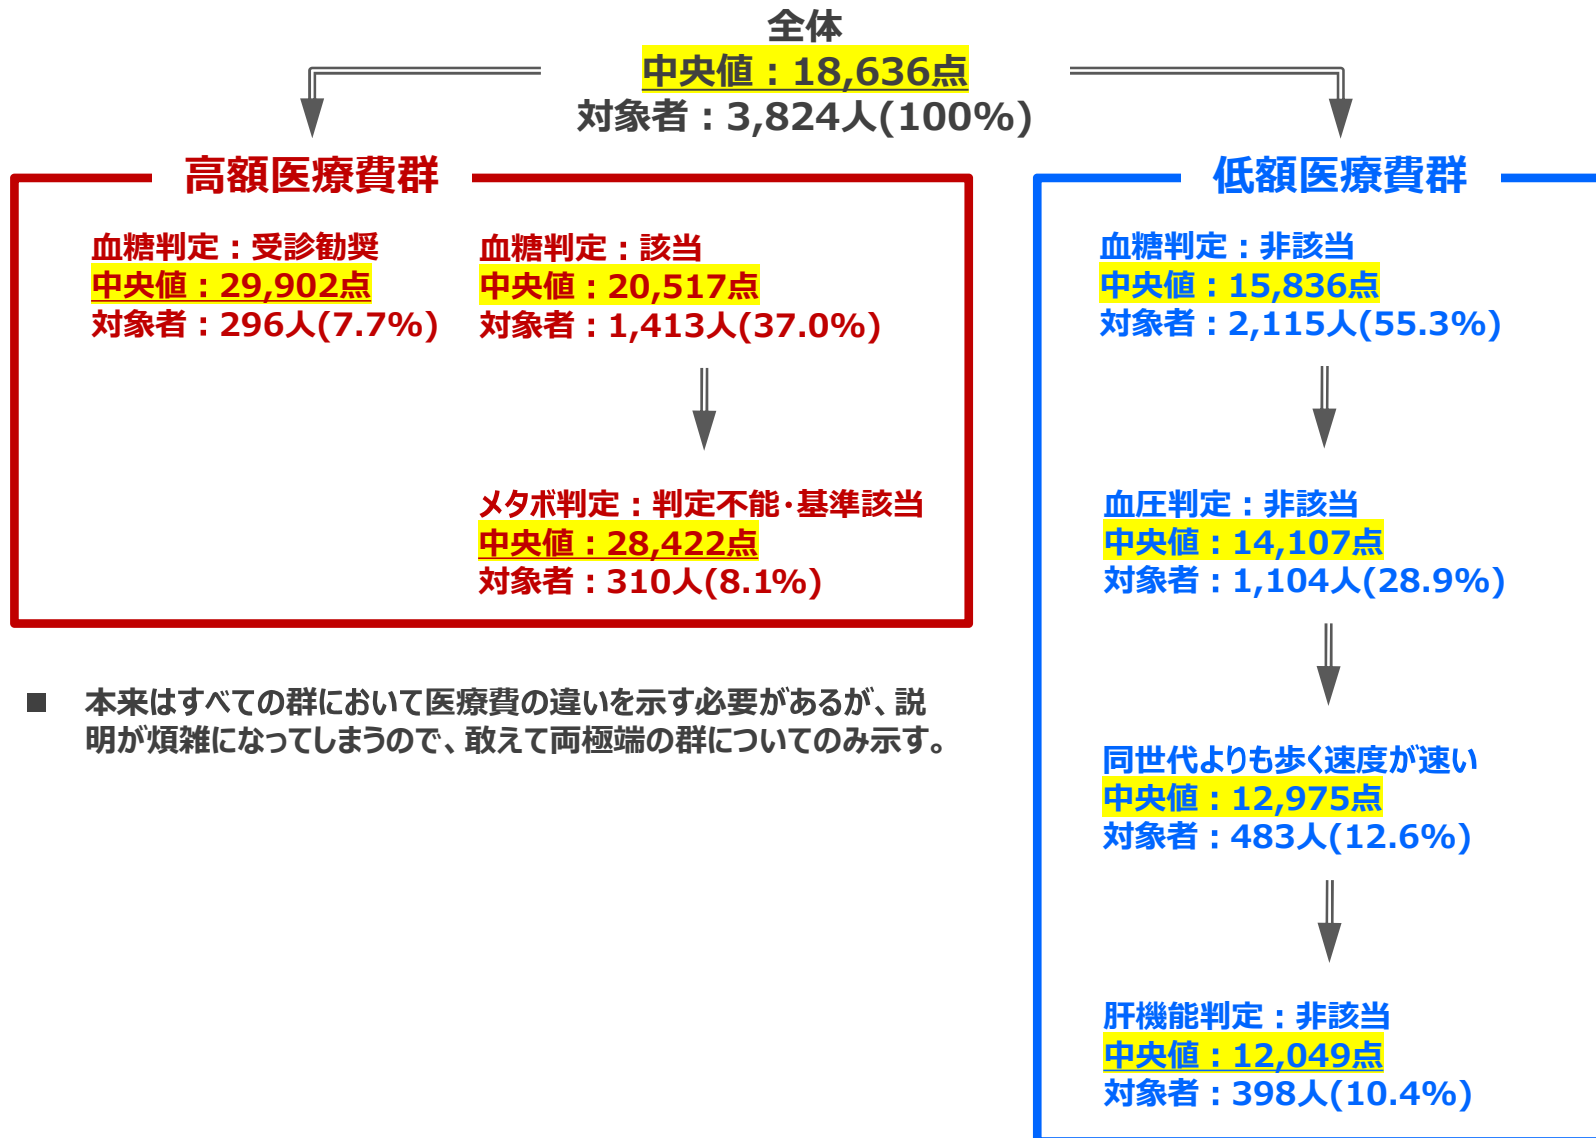 全体
中央値：18,636点
対象者：3,824人(100%)
高額医療費群
血糖判定：受診勧奨
中央値：29,902点
対象者：296人(7.7%)
血糖判定：該当
中央値：20,517点
対象者：1,413人(37.0%)
メタボ判定：判定不能・基準該当
中央値：28,422点
対象者：310人(8.1%)
■ 本来はすべての群において医療費の違いを示す必要があるが、説
明が煩雑になってしまうので、敢えて両極端の群についてのみ示す。
低額医療費群
血糖判定：非該当
中央値：15,836点
対象者：2,115人(55.3%)
血圧判定：非該当
中央値：14,107点
対象者：1,104人(28.9%)
同世代よりも歩く速度が速い
中央値：12,975点
対象者：483人(12.6%)
肝機能判定：非該当
中央値：12,049点
対象者：398人(10.4%)